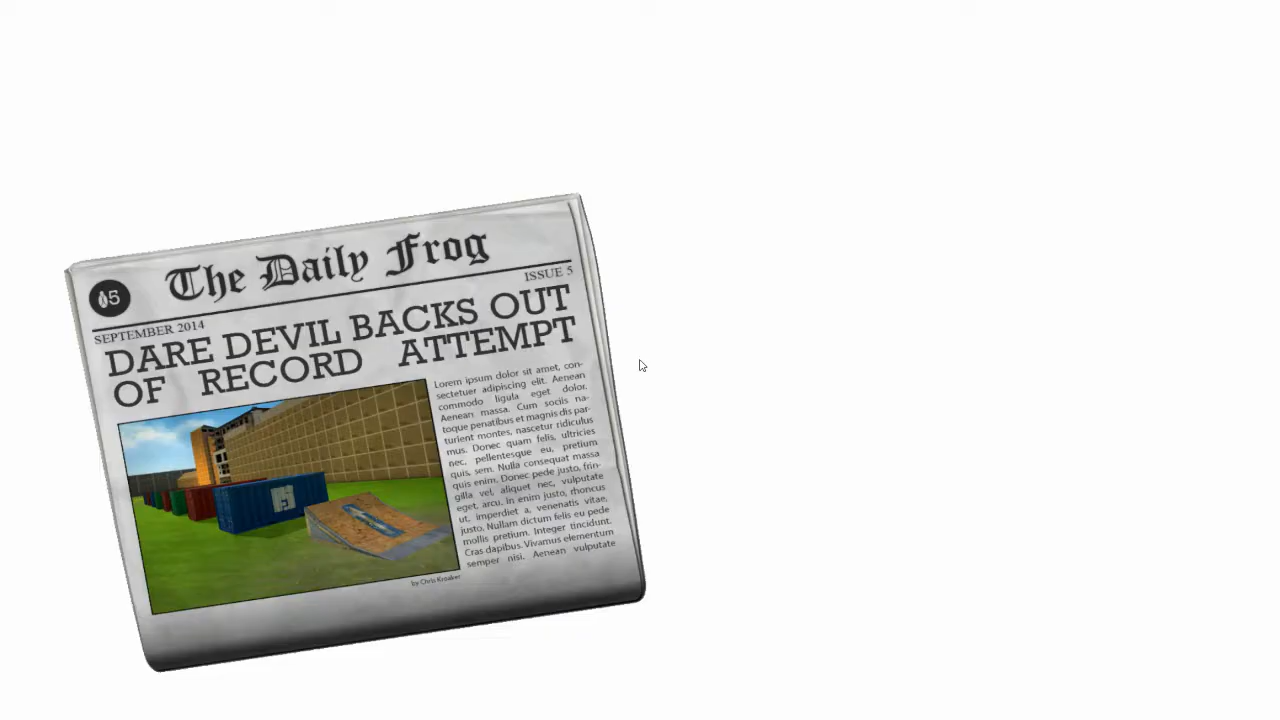 The Daily Frog
5
SEPTEMBER 2014
ISSUE 5
DARE DEVIL BACKS OUT
OF RECORD ATTEMPT
Lorem ipsum dolor sit amet, con-
sectetuer adipiscing elit. Aenean
commodo ligula eget dolor.
Aenean massa. Cum sociis na-
toque penatibus et magnis dis par-
turient montes, nascetur ridiculus
mus. Donec quam felis, ultricies
nec, pellentesque eu, pretium
quis, sem. Nulla consequat massa
quis enim. Donec pede justo, frin-
gilla vel, aliquet nec, vulputate
eget, arcu. In enim justo, rhoncus
ut, imperdiet a, venenatis vitae,
justo. Nullam dictum felis eu pede
mollis pretium. Integer tincidunt.
Cras dapibus. Vivamus elementum
semper nisi. Aenean vulputate
by Chris Kroaker